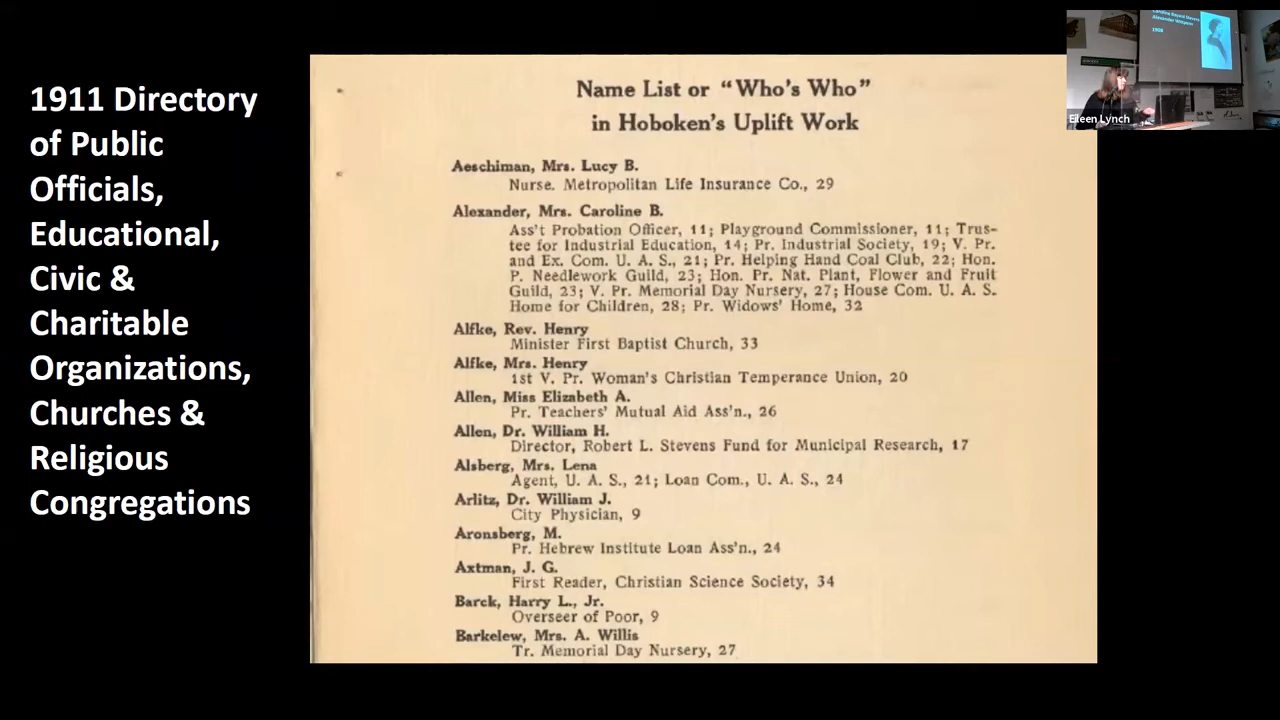 1911 Directory
of Public
Officials,
Educational,
Civic &
Charitable
Organizations,
Churches &
Religious
Congregations
Name List or “Who’s Who”
in Hoboken’s Uplift Work
Aeschiman, Mrs. Lucy B.
Nurse. Metropolitan Life Insurance Co., 29
Alexander, Mrs. Caroline B.
Ass’t Probation Officer, 11; Playground Commissioner, 11; Trus-
tee for Industrial Education, 14; Pr. Industrial Society, 19; V. Pr.
and Ex. Com. U. A. S., 21; Pr. Helping Hand Coal Club, 22; Hon.
P. Needlework Guild, 23; Hon. Pr. Nat. Plant, Flower and Fruit
Guild, 23; V. Pr. Memorial Day Nursery, 27; House Com. U. A. S.
Home for Children, 28; Pr. Widows’ Home, 32
Alfke, Rev. Henry
Minister First Baptist Church, 33
Alfke, Mrs. Henry
1st V. Pr. Woman’s Christian Temperance Union, 20
Allen, Miss Elizabeth A.
Pr. Teachers’ Mutual Aid Ass’n., 26
Allen, Dr. William H.
Director, Robert L. Stevens Fund for Municipal Research, 17
Alsberg, Mrs. Lena
Agent, U. A. S., 21; Loan Com., U. A. S., 24
Arlitz, Dr. William J.
City Physician, 9
Aronsberg, M.
Pr. Hebrew Institute Loan Ass’n., 24
Axtman, J. G.
First Reader, Christian Science Society, 34
Barck, Harry L., Jr.
Overseer of Poor, 9
Barkelew, Mrs. A. Willis
Tr. Memorial Day Nursery, 27
Eileen Lynch